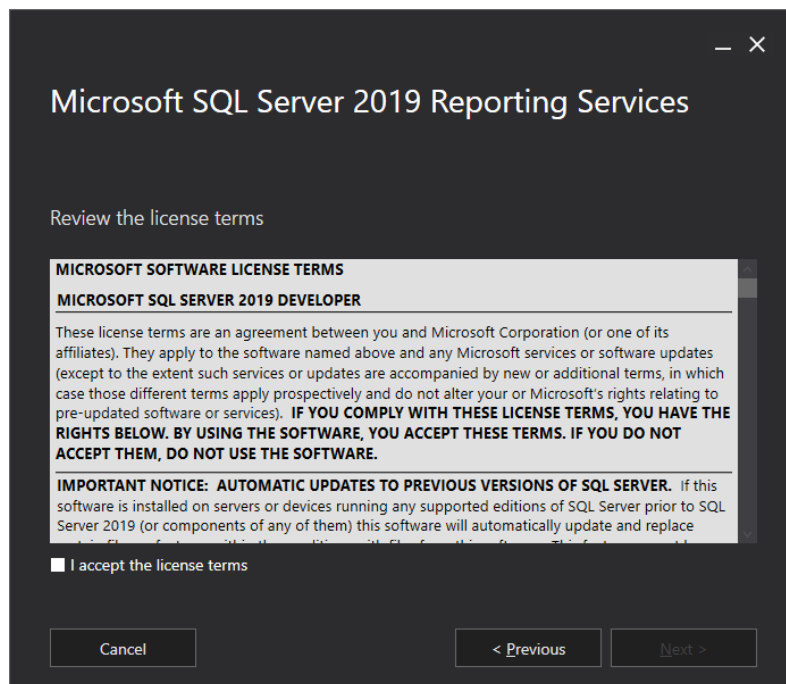 Microsoft SQL Server 2019 Reporting Services
Review the license terms
MICROSOFT SOFTWARE LICENSE TERMS
MICROSOFT SQL SERVER 2019 DEVELOPER
These license terms are an agreement between you and Microsoft Corporation (or one of its
affiliates). They apply to the software named above and any Microsoft services or software updates
(except to the extent such services or updates are accompanied by new or additional terms, in which
case those different terms apply prospectively and do not alter your or Microsoft's rights relating to
pre-updated software or services). IF YOU COMPLY WITH THESE LICENSE TERMS, YOU HAVE THE
RIGHTS BELOW. BY USING THE SOFTWARE, YOU ACCEPT THESE TERMS. IF YOU DO NOT
ACCEPT THEM, DO NOT USE THE SOFTWARE.
IMPORTANT NOTICE: AUTOMATIC UPDATES TO PREVIOUS VERSIONS OF SQL SERVER. If this
software is installed on servers or devices running any supported editions of SQL Server prior to SQL
Server 2019 (or components of any of them) this software will automatically update and replace
I accept the license terms
Cancel
< Previous
Next >